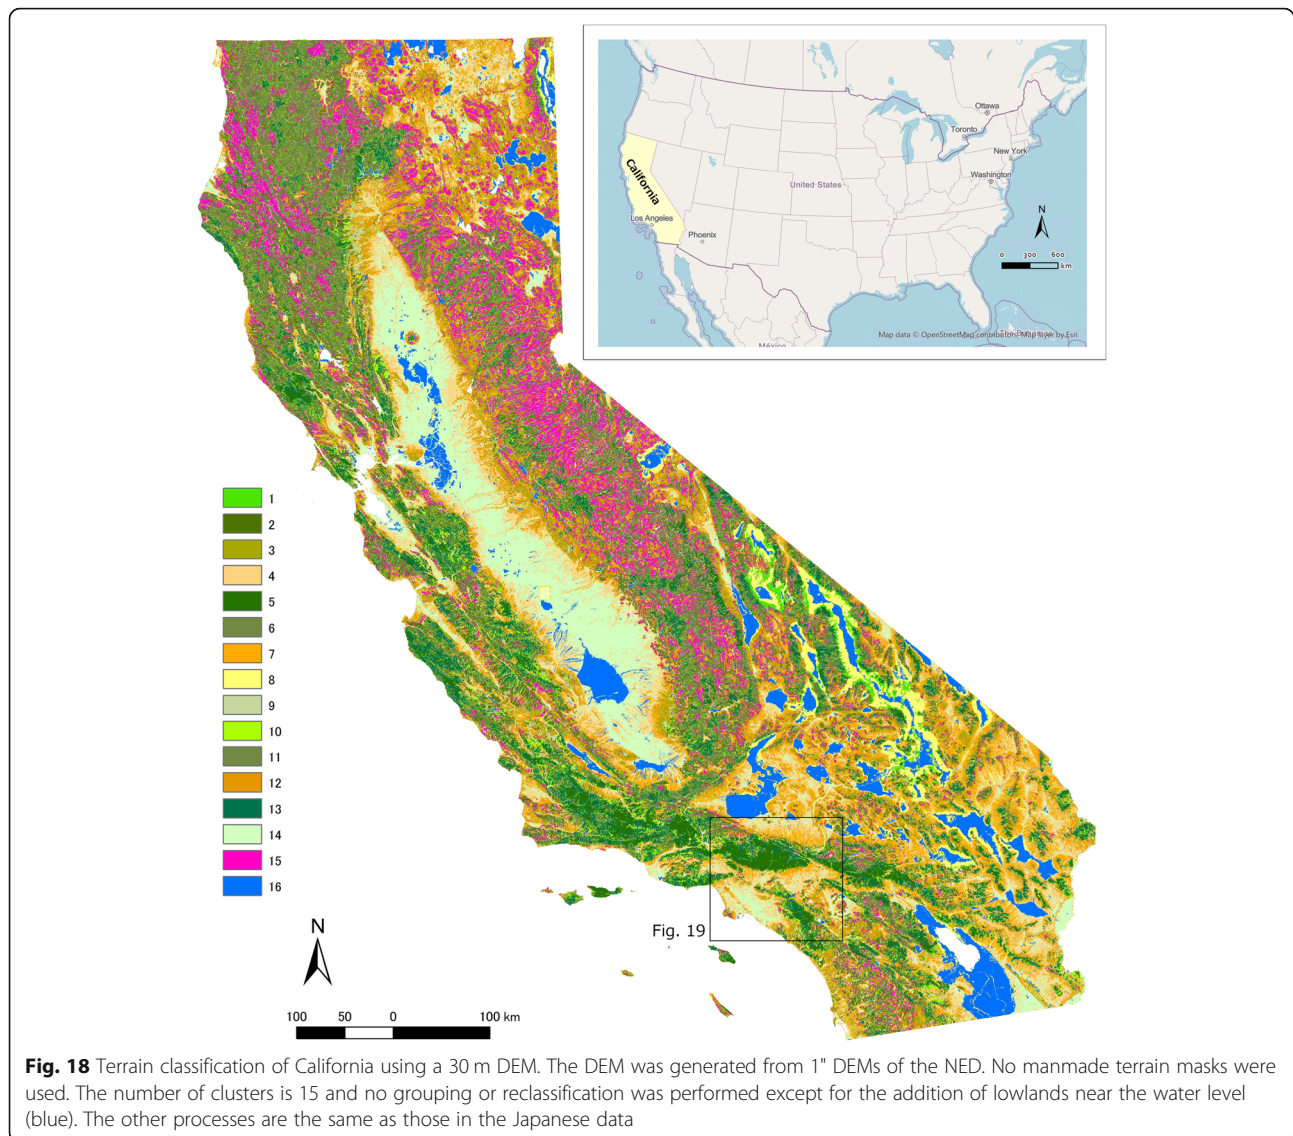 Ottawa
Toronto
New York
Washington
United States
California
Los Angeles
Phoenix
N
0 300 600
km
Map data © OpenStreetMap contributors, Map layer by Esri
México
1
2
3
4
5
6
7
8
9
10
11
12
13
14
15
16
Fig. 19
N
100 50 0 100 km
Fig. 18 Terrain classification of California using a 30 m DEM. The DEM was generated from 1" DEMs of the NED. No manmade terrain masks were
used. The number of clusters is 15 and no grouping or reclassification was performed except for the addition of lowlands near the water level
(blue). The other processes are the same as those in the Japanese data